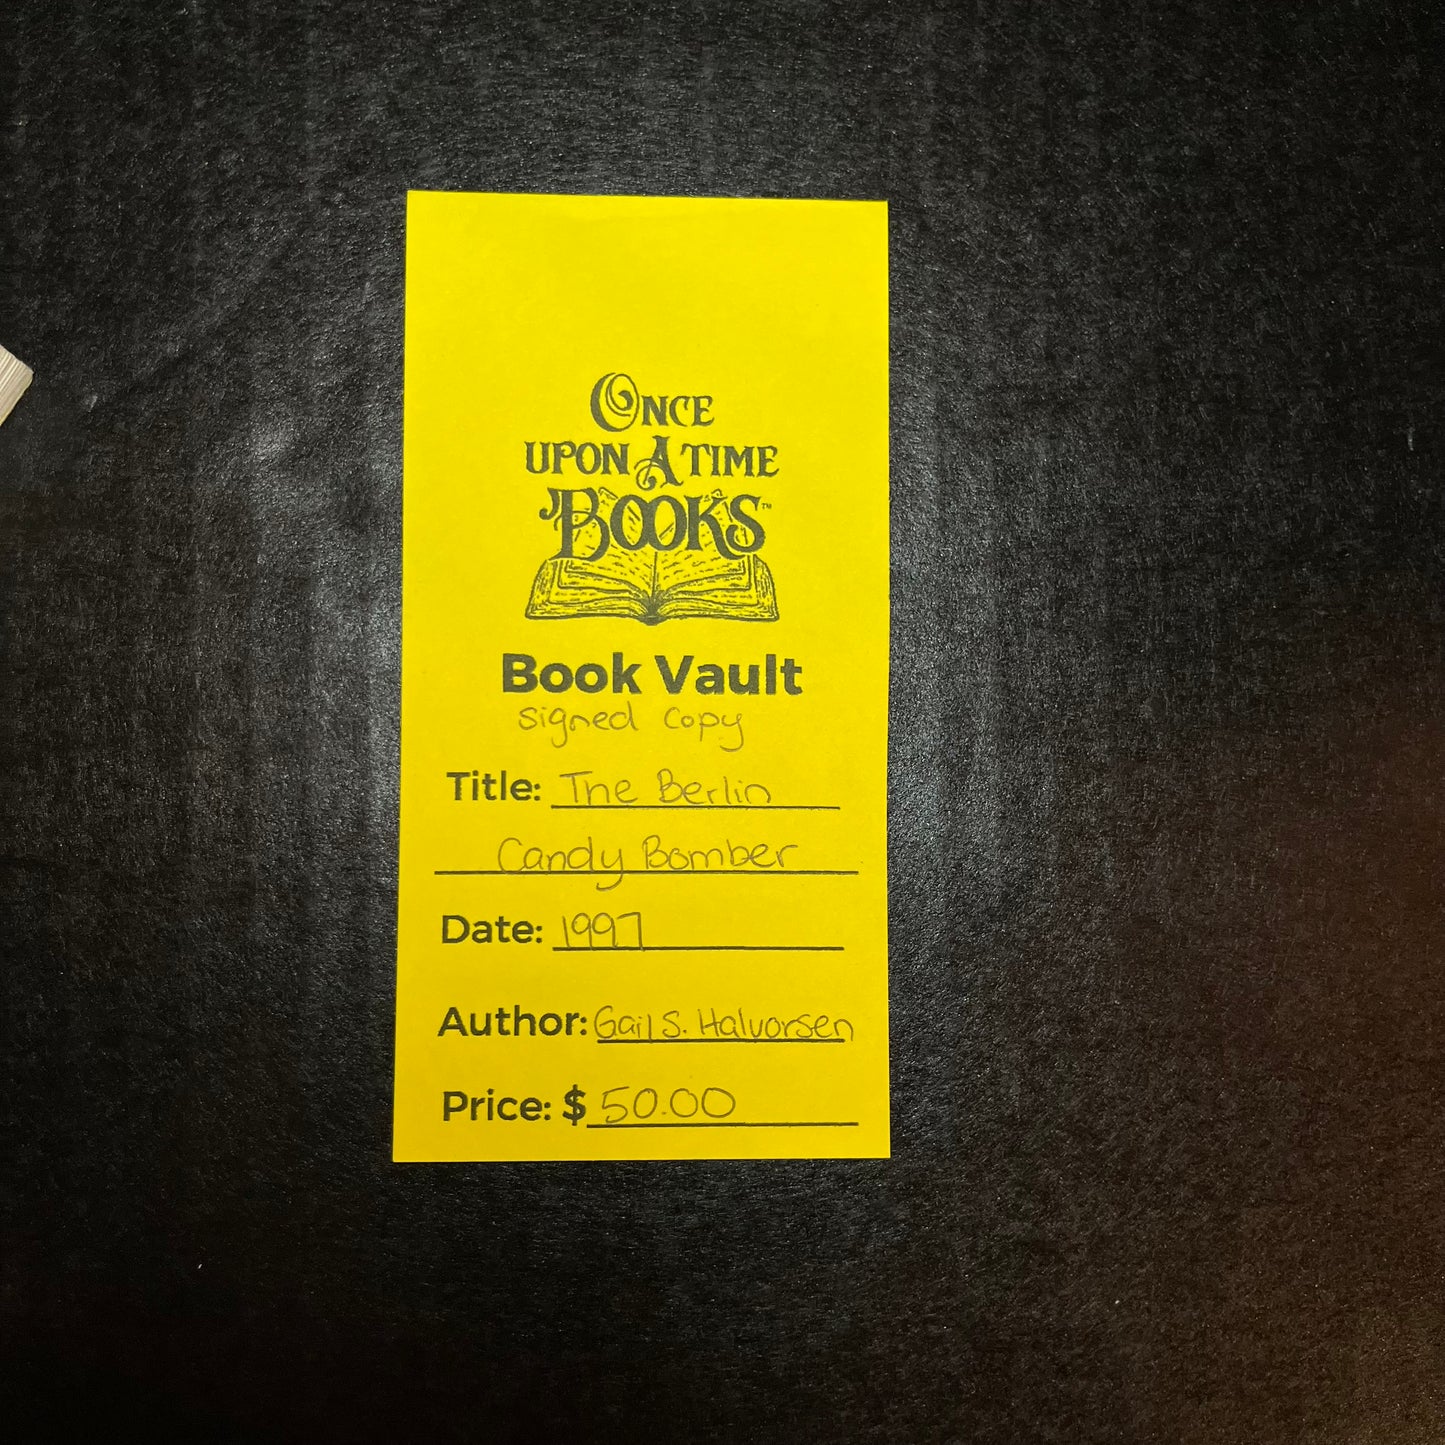 ONCE
UPON A TIME
BOOKS™
Book Vault
signed copy
Title: The Berlin
Candy Bomber
Date: 1997
Author: Gail S. Halvorsen
Price: $ 50.00